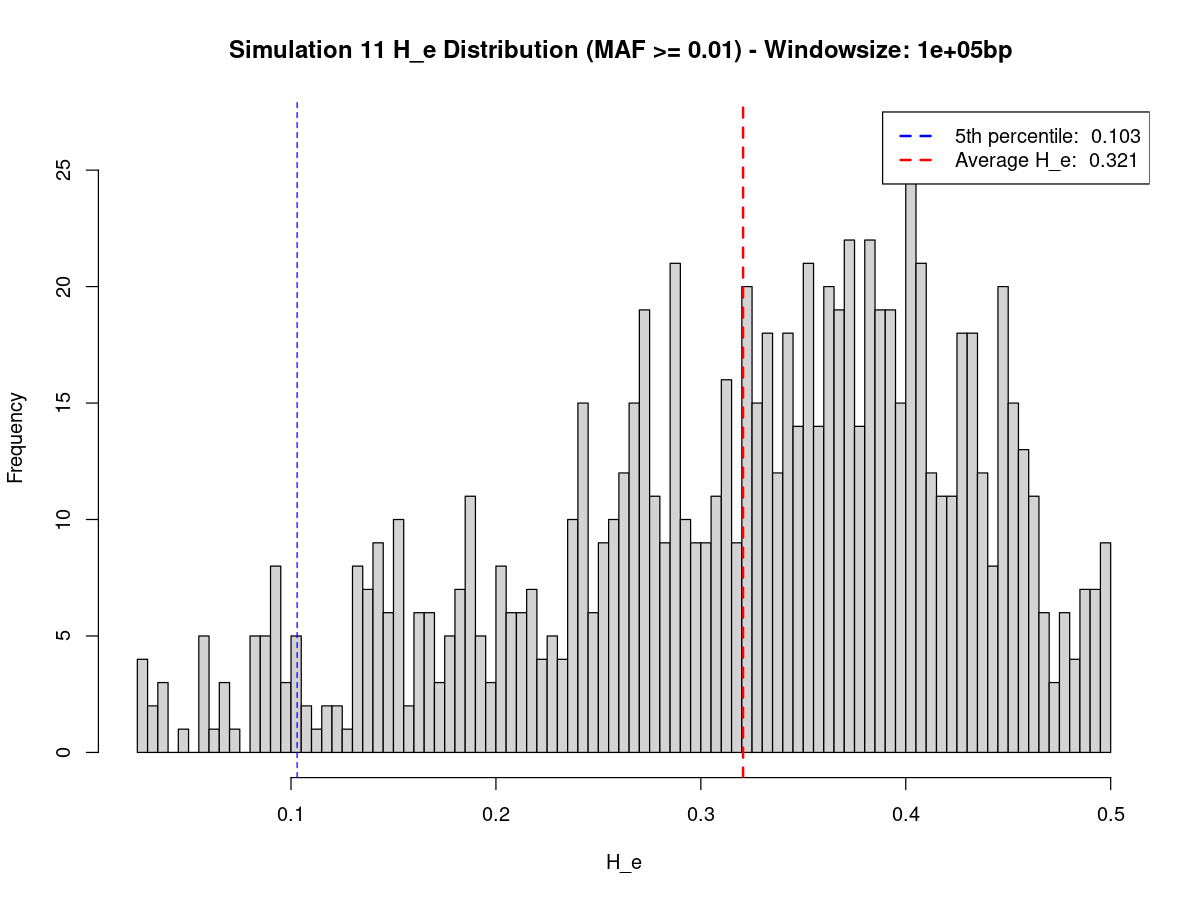 Simulation 11 H_e Distribution (MAF >= 0.01) - Windowsize: 1e+05bp
5th percentile: 0.103
Average H_e: 0.321
Frequency
25
20
15
10
5
0
0.1 0.2 0.3 0.4 0.5
H_e